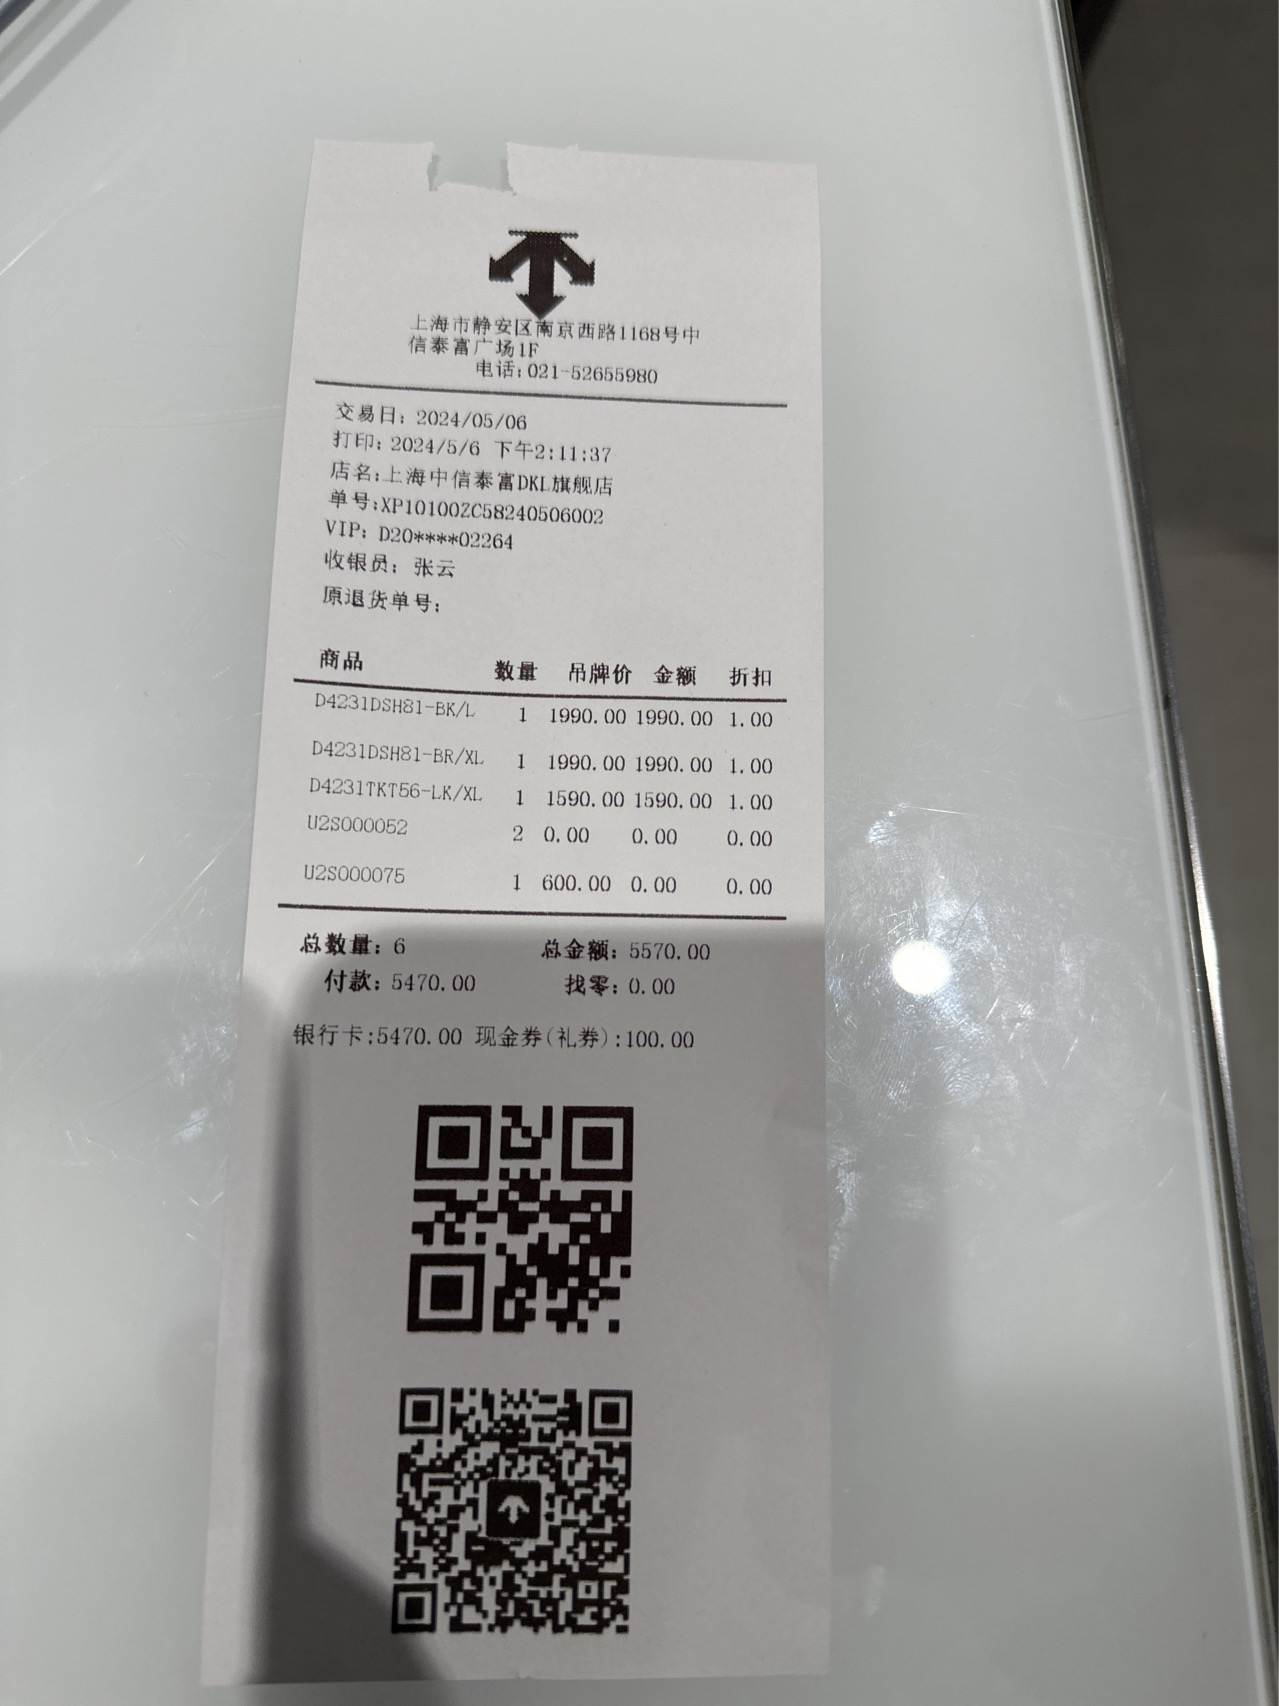 上海市静安区南京西路1168号中
信泰富广场1F
电话:021-52655980
交易日: 2024/05/06
打印: 2024/5/6 下午2:11:37
店名:上海中信泰富DKL旗舰店
单号:XP10100ZC58240506002
VIP: D20****02264
收银员: 张云
原退货单号:
商品 数量 吊牌价 金额 折扣
D4231DSH81-BK/L 1 1990.00 1990.00 1.00
D4231DSH81-BR/XL 1 1990.00 1990.00 1.00
D4231TKT56-LK/XL 1 1590.00 1590.00 1.00
U2S000052 2 0.00 0.00 0.00
U2S000075 1 600.00 0.00 0.00
总数量: 6 总金额: 5570.00
付款: 5470.00 找零: 0.00
银行卡:5470.00 现金券(礼券):100.00